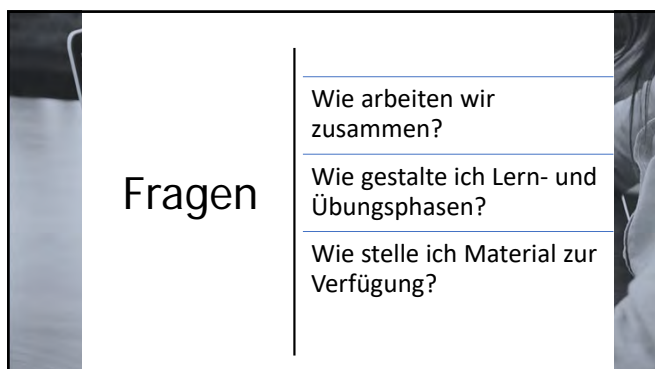 Fragen
Wie arbeiten wir
zusammen?
Wie gestalte ich Lern- und
Übungsphasen?
Wie stelle ich Material zur
Verfügung?